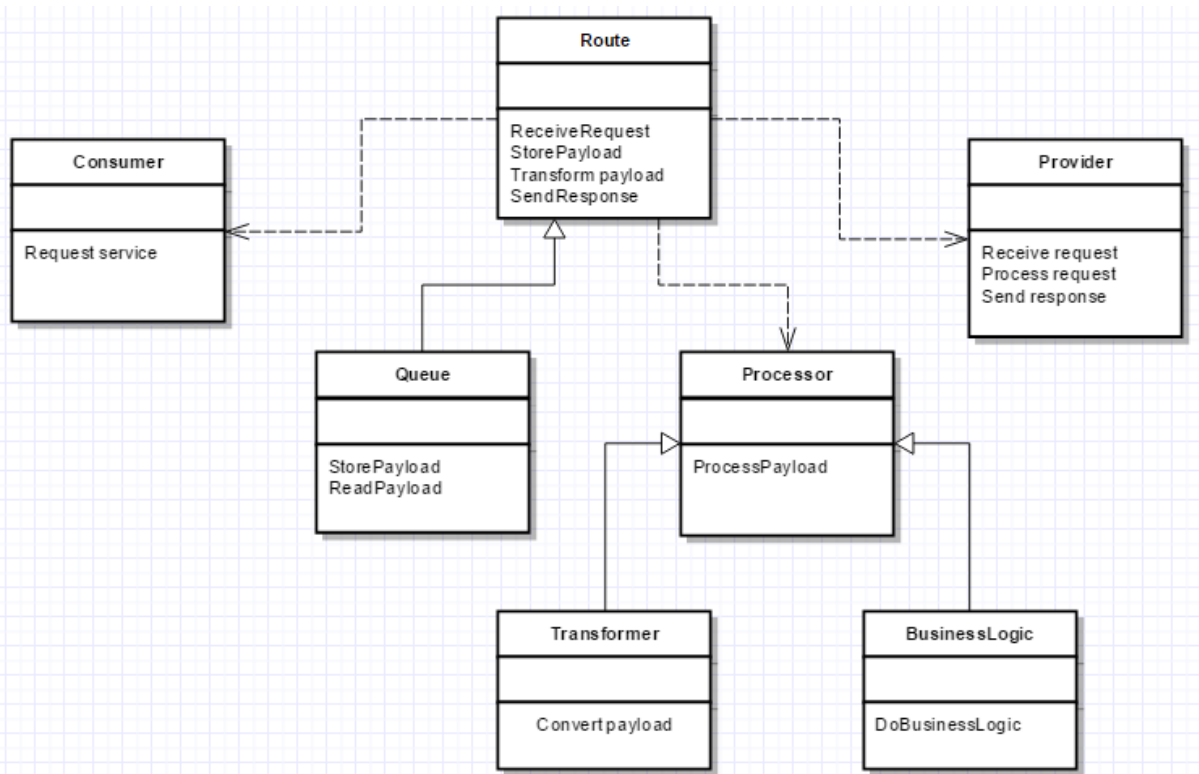 Route
ReceiveRequest
StorePayload
Transform payload
SendResponse
Consumer
Request service
Provider
Receive request
Process request
Send response
Queue
StorePayload
ReadPayload
Processor
ProcessPayload
Transformer
Convert payload
BusinessLogic
DoBusinessLogic